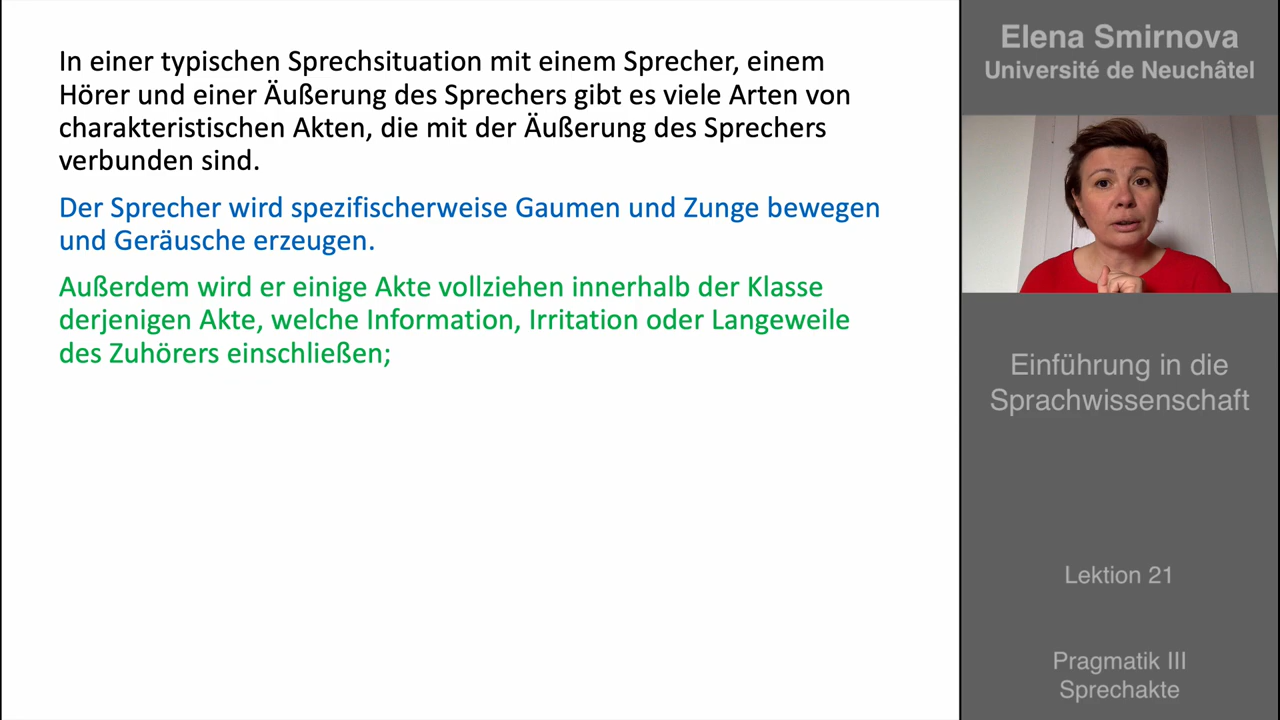 In einer typischen Sprechsituation mit einem Sprecher, einem
Hörer und einer Äußerung des Sprechers gibt es viele Arten von
charakteristischen Akten, die mit der Äußerung des Sprechers
verbunden sind.
Der Sprecher wird spezifischerweise Gaumen und Zunge bewegen
und Geräusche erzeugen.
Außerdem wird er einige Akte vollziehen innerhalb der Klasse
derjenigen Akte, welche Information, Irritation oder Langeweile
des Zuhörers einschließen;
Elena Smirnova
Université de Neuchâtel
Einführung in die
Sprachwissenschaft
Lektion 21
Pragmatik III
Sprechakte